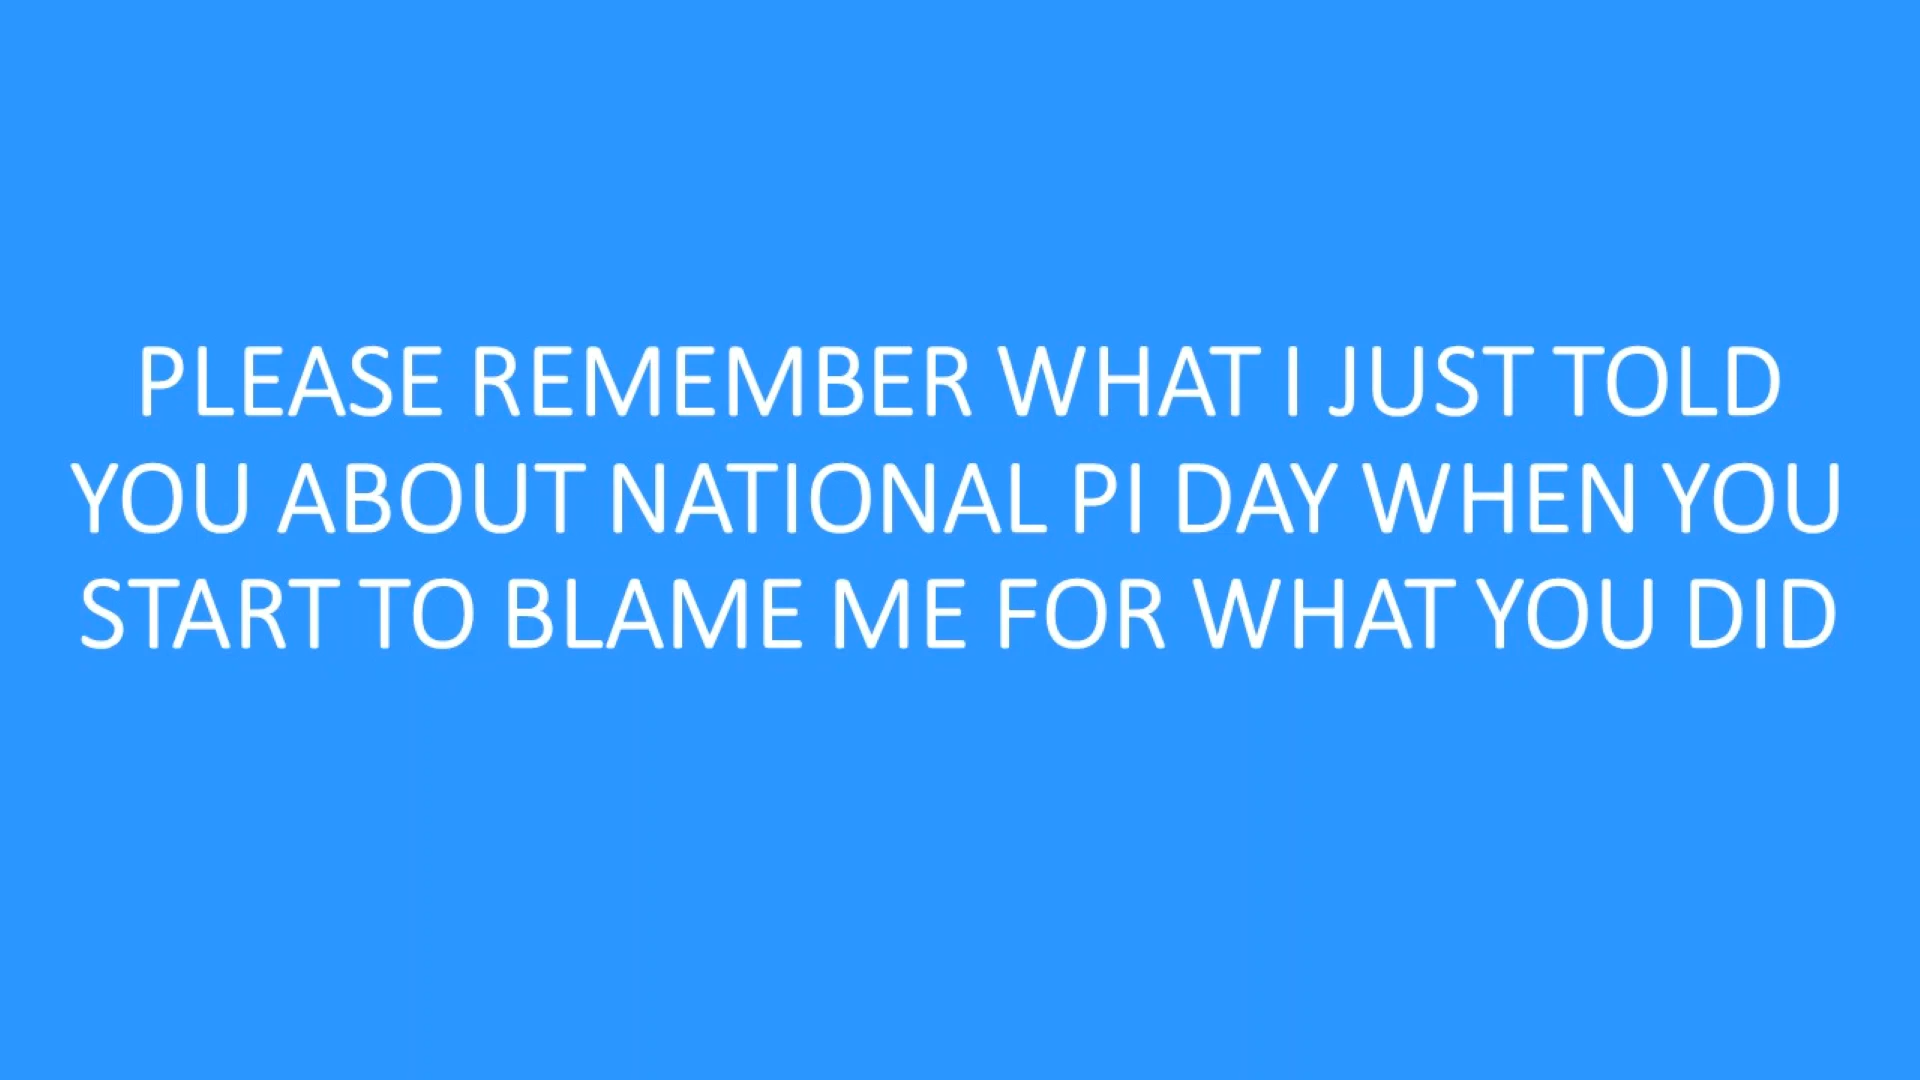 PLEASE REMEMBER WHAT I JUST TOLD
YOU ABOUT NATIONAL PI DAY WHEN YOU
START TO BLAME ME FOR WHAT YOU DID